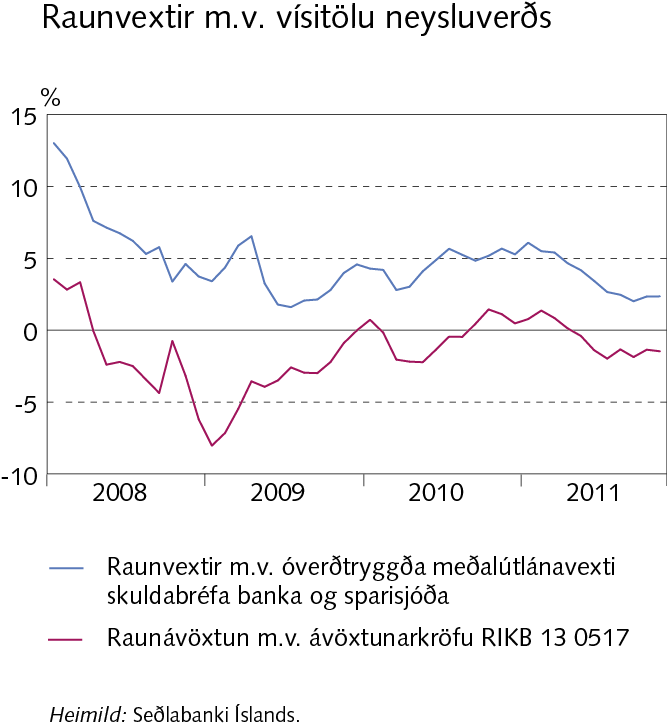 Raunvextir m.v. vísitölu neysluverðs
%
15
10
5
0
-5
-10
2008 2009 2010 2011
Raunvextir m.v. óverðtryggða meðalútlánavexti
skuldabréfa banka og sparisjóða
Raunávöxtun m.v. ávöxtunarkröfu RIKB 13 0517
Heimild: Seðlabanki Íslands.